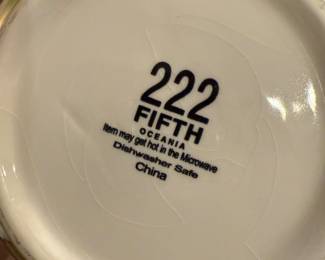 222
FIFTH
OCEANIA
Item may get hot in the Microwave
Dishwasher Safe
China